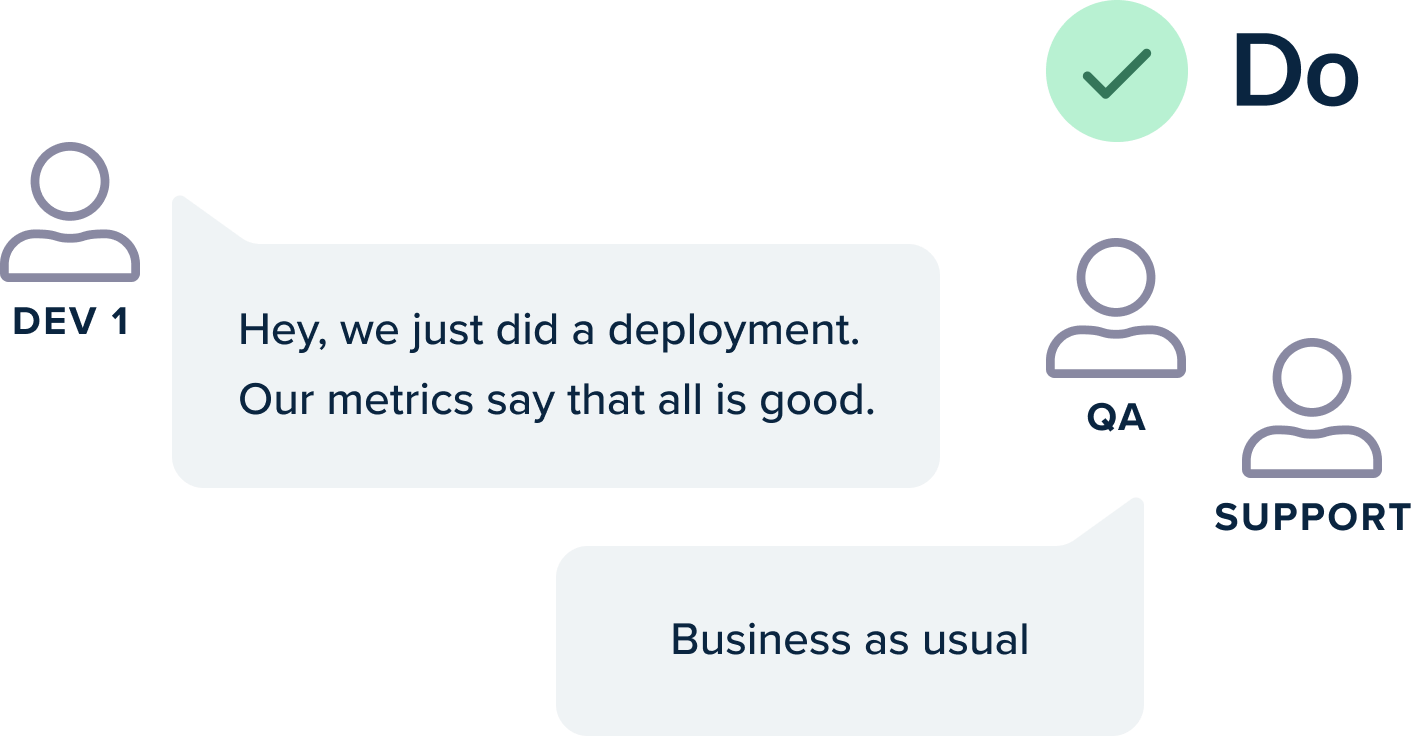 Do
DEV 1
Hey, we just did a deployment.
Our metrics say that all is good.
QA
SUPPORT
Business as usual